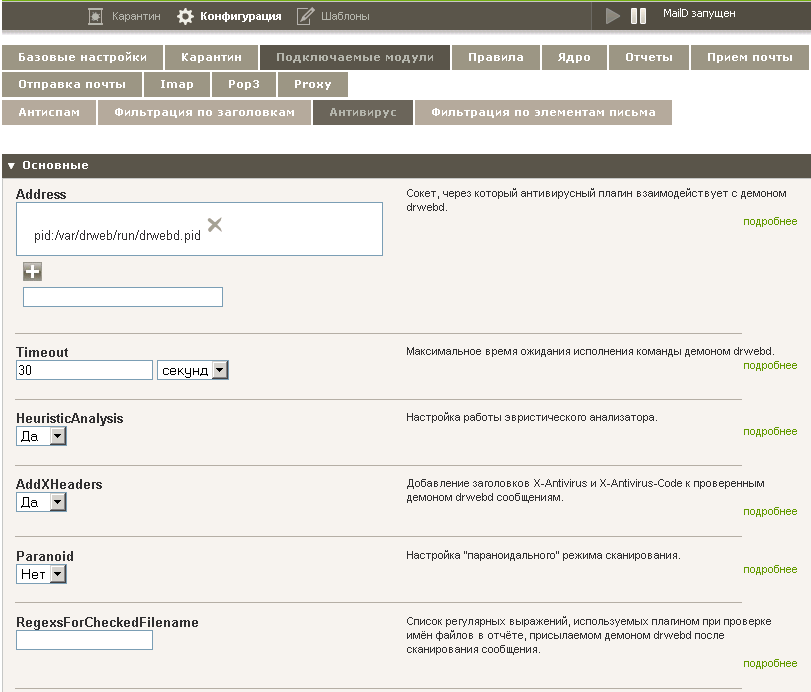 Карантин Конфигурация Шаблоны MailD запущен
Базовые настройки Карантин Подключаемые модули Правила Ядро Отчеты Прием почты
Отправка почты Imap Pop3 Proxy
Антиспам Фильтрация по заголовкам Антивирус Фильтрация по элементам письма
Основные
Address
Сокет, через который антивирусный плагин взаимодействует с демоном
drwebd.
подробнее
pid:/var/drweb/run/drwebd.pid
Timeout
Максимальное время ожидания исполнения команды демоном drwebd.
подробнее
30 секунд
HeuristicAnalysis
Настройка работы эвристического анализатора.
подробнее
Да
AddXHeaders
Добавление заголовков X-Antivirus и X-Antivirus-Code к проверенным
демоном drwebd сообщениям.
Да
подробнее
Paranoid
Настройка "параноидального" режима сканирования.
подробнее
Нет
RegexsForCheckedFilename
Список регулярных выражений, используемых плагином при проверке
имён файлов в отчёте, присылаемом демоном drwebd после
сканирования сообщения.
подробнее